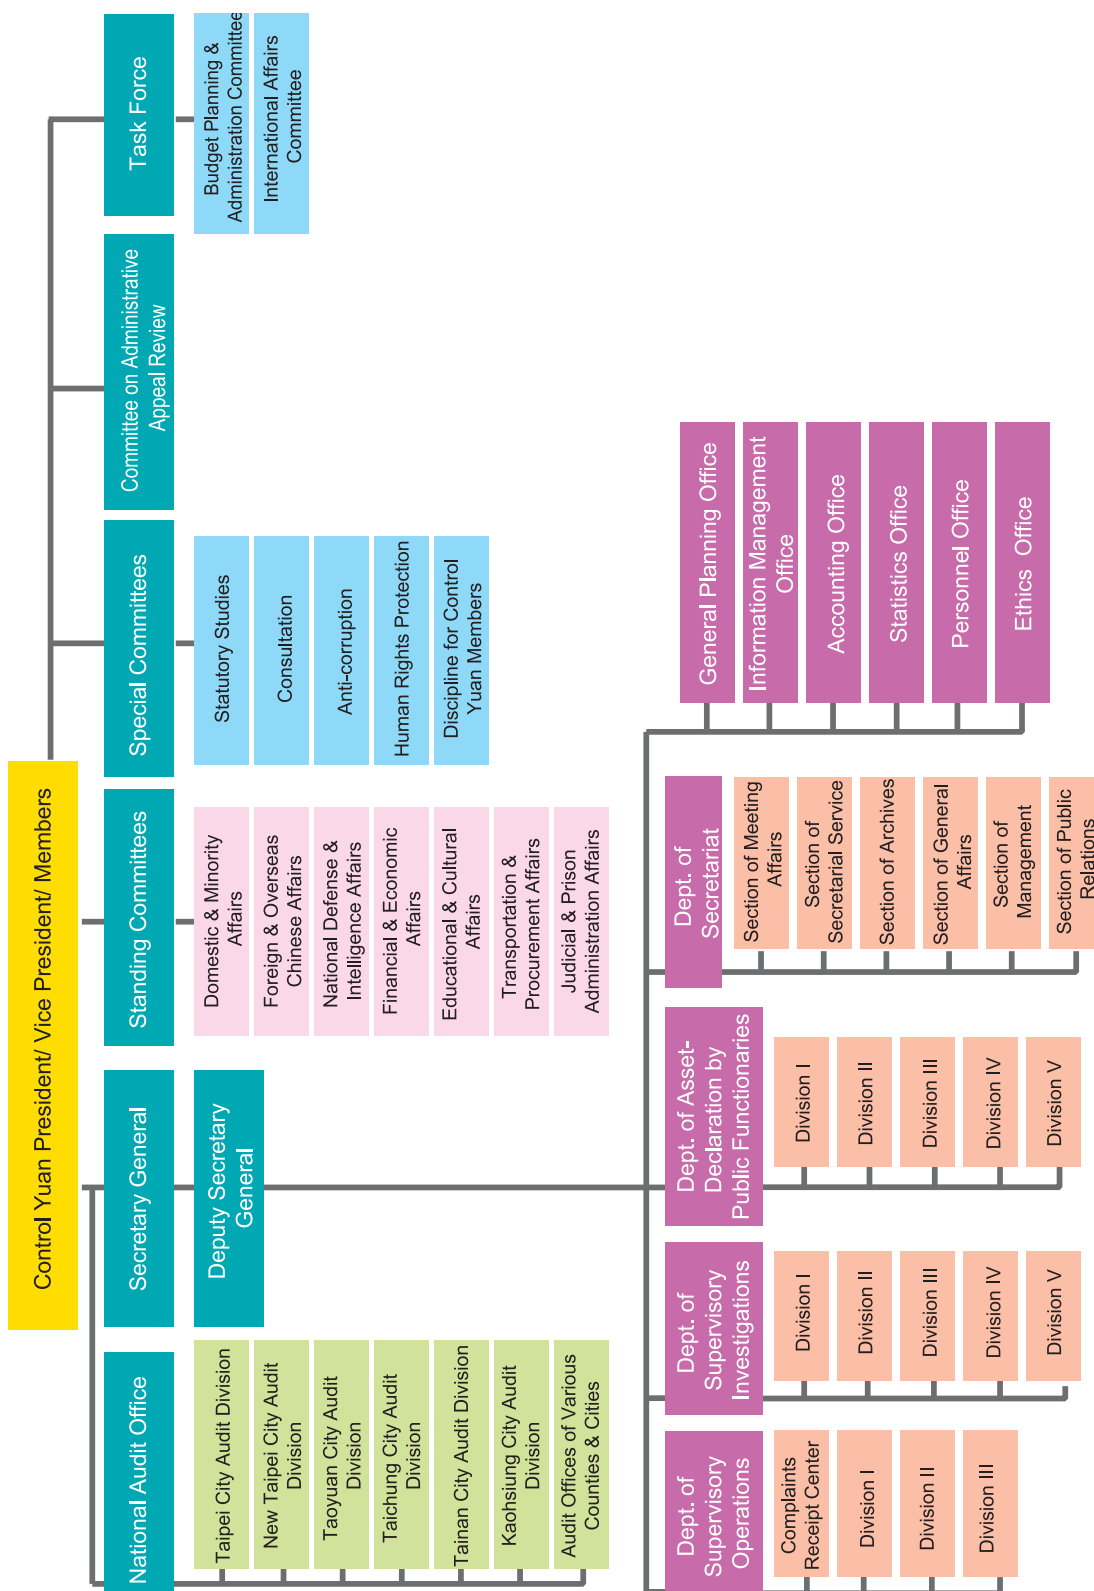 Control Yuan President/ Vice President/ Members
National Audit Office
Taipei City Audit Division
New Taipei City Audit
Division
Taoyuan City Audit
Division
Taichung City Audit
Division
Tainan City Audit Division
Kaohsiung City Audit
Division
Audit Offices of Various
Counties & Cities
Secretary General
Deputy Secretary
General
Standing Committees
Domestic & Minority
Affairs
Foreign & Overseas
Chinese Affairs
National Defense &
Intelligence Affairs
Financial & Economic
Affairs
Educational & Cultural
Affairs
Transportation &
Procurement Affairs
Judicial & Prison
Administration Affairs
Special Committees
Statutory Studies
Consultation
Anti-corruption
Human Rights Protection
Discipline for Control
Yuan Members
Committee on Administrative
Appeal Review
Task Force
Budget Planning &
Administration Committee
International Affairs
Committee
Dept. of
Supervisory
Operations
Complaints
Receipt Center
Division I
Division II
Division III
Dept. of
Supervisory
Investigations
Division I
Division II
Division III
Division IV
Division V
Dept. of Asset-
Declaration by
Public Functionaries
Division I
Division II
Division III
Division IV
Division V
Dept. of
Secretariat
Section of Meeting
Affairs
Section of
Secretarial Service
Section of Archives
Section of General
Affairs
Section of
Management
Section of Public
Relations
General Planning Office
Information Management
Office
Accounting Office
Statistics Office
Personnel Office
Ethics Office